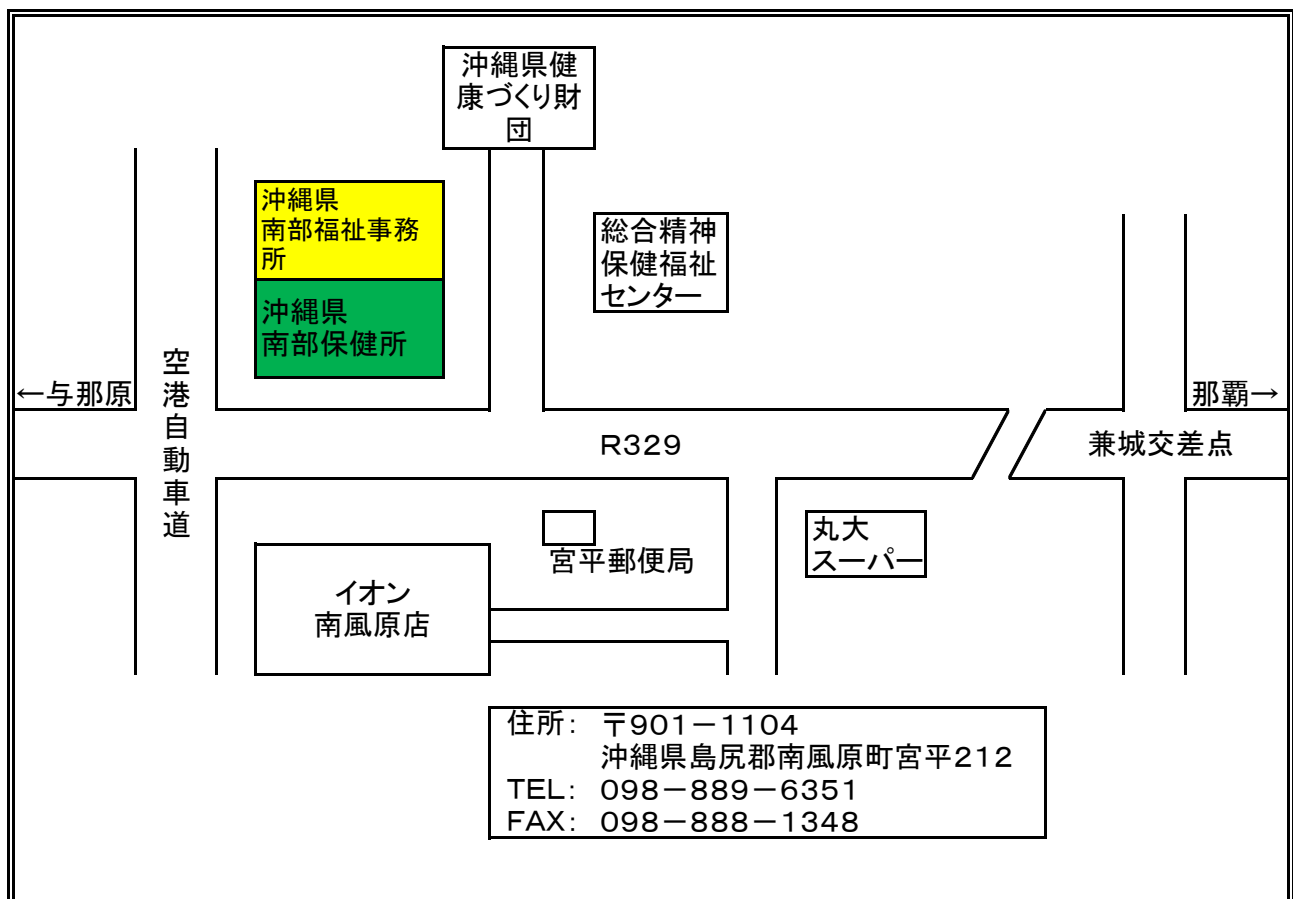 沖縄県健
康づくり財
団
沖縄県
南部福祉事務
所
総合精神
保健福祉
センター
沖縄県
南部保健所
空港自動車道
←与那原
那覇→
R329
兼城交差点
丸大
スーパー
宮平郵便局
イオン
南風原店
住所: 〒901－1104
沖縄県島尻郡南風原町宮平212
TEL: 098－889－6351
FAX: 098－888－1348